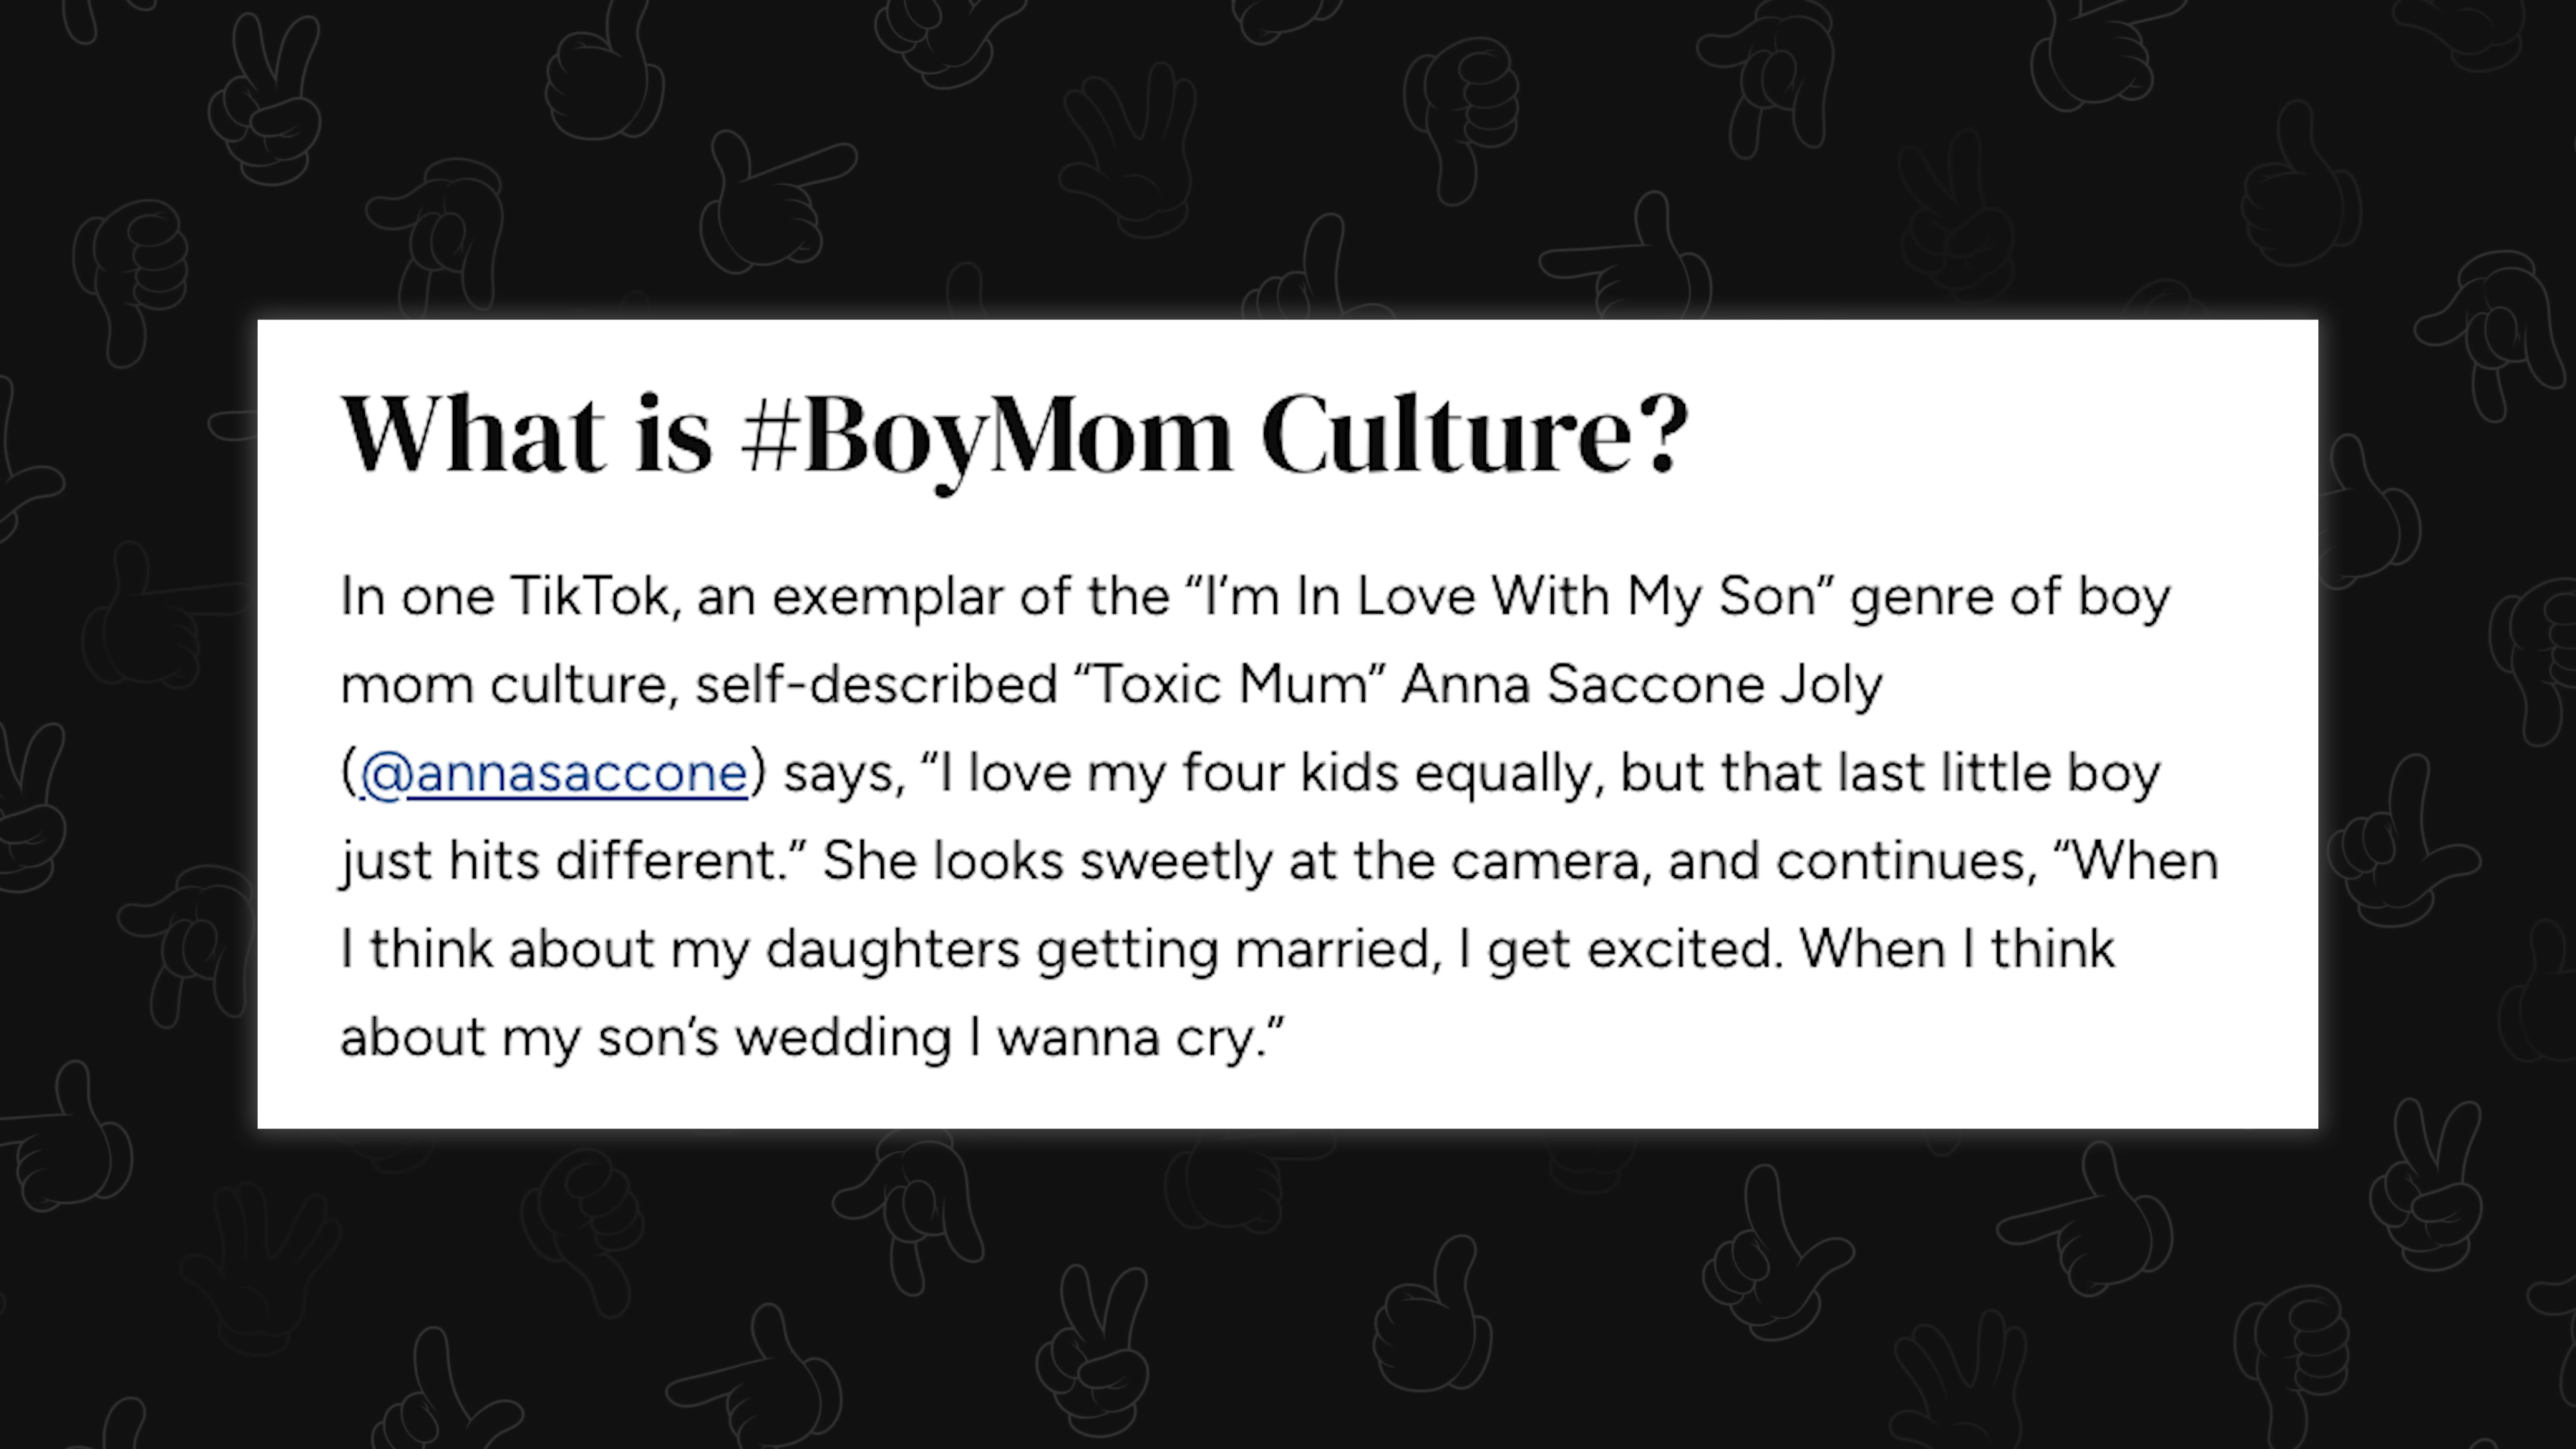 What is #BoyMom Culture?
In one TikTok, an exemplar of the “I’m In Love With My Son” genre of boy
mom culture, self-described “Toxic Mum” Anna Saccone Joly
(@annasaccone) says, “I love my four kids equally, but that last little boy
just hits different.” She looks sweetly at the camera, and continues, “When
I think about my daughters getting married, I get excited. When I think
about my son’s wedding I wanna cry.”